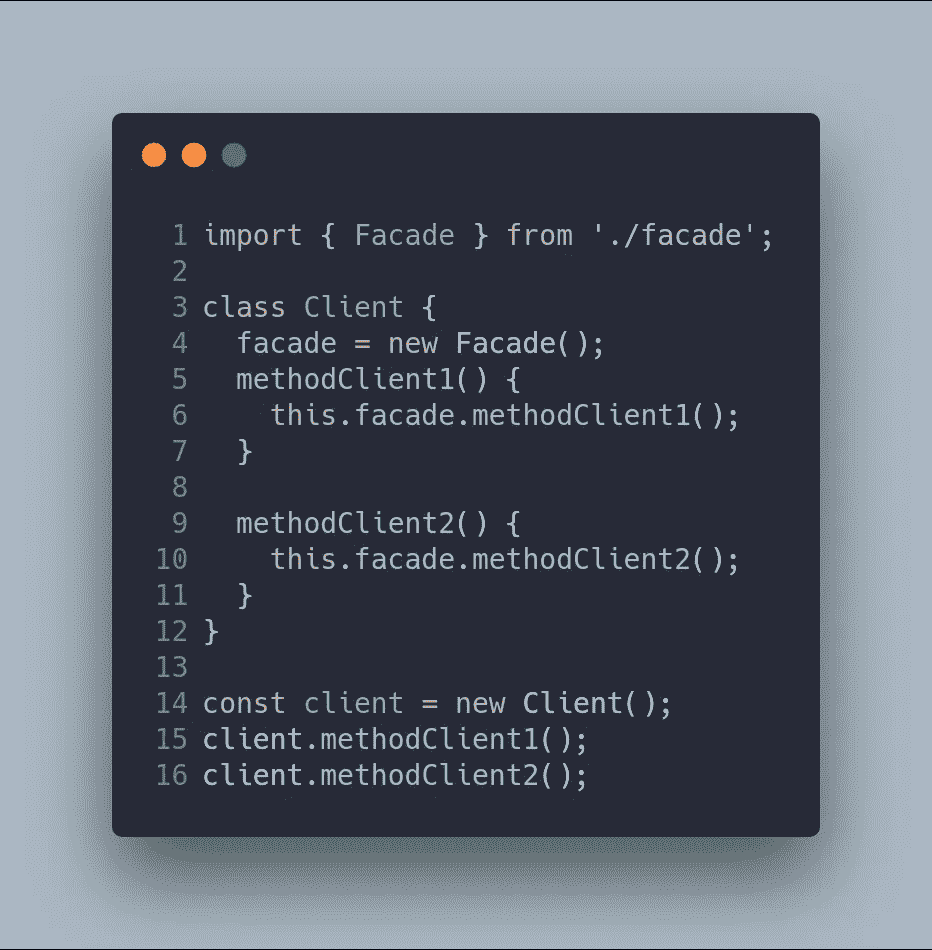 1 import { Facade } from './facade';
2
3 class Client {
4   facade = new Facade();
5   methodClient1() {
6     this.facade.methodClient1();
7   }
8
9   methodClient2() {
10     this.facade.methodClient2();
11   }
12 }
13
14 const client = new Client();
15 client.methodClient1();
16 client.methodClient2();